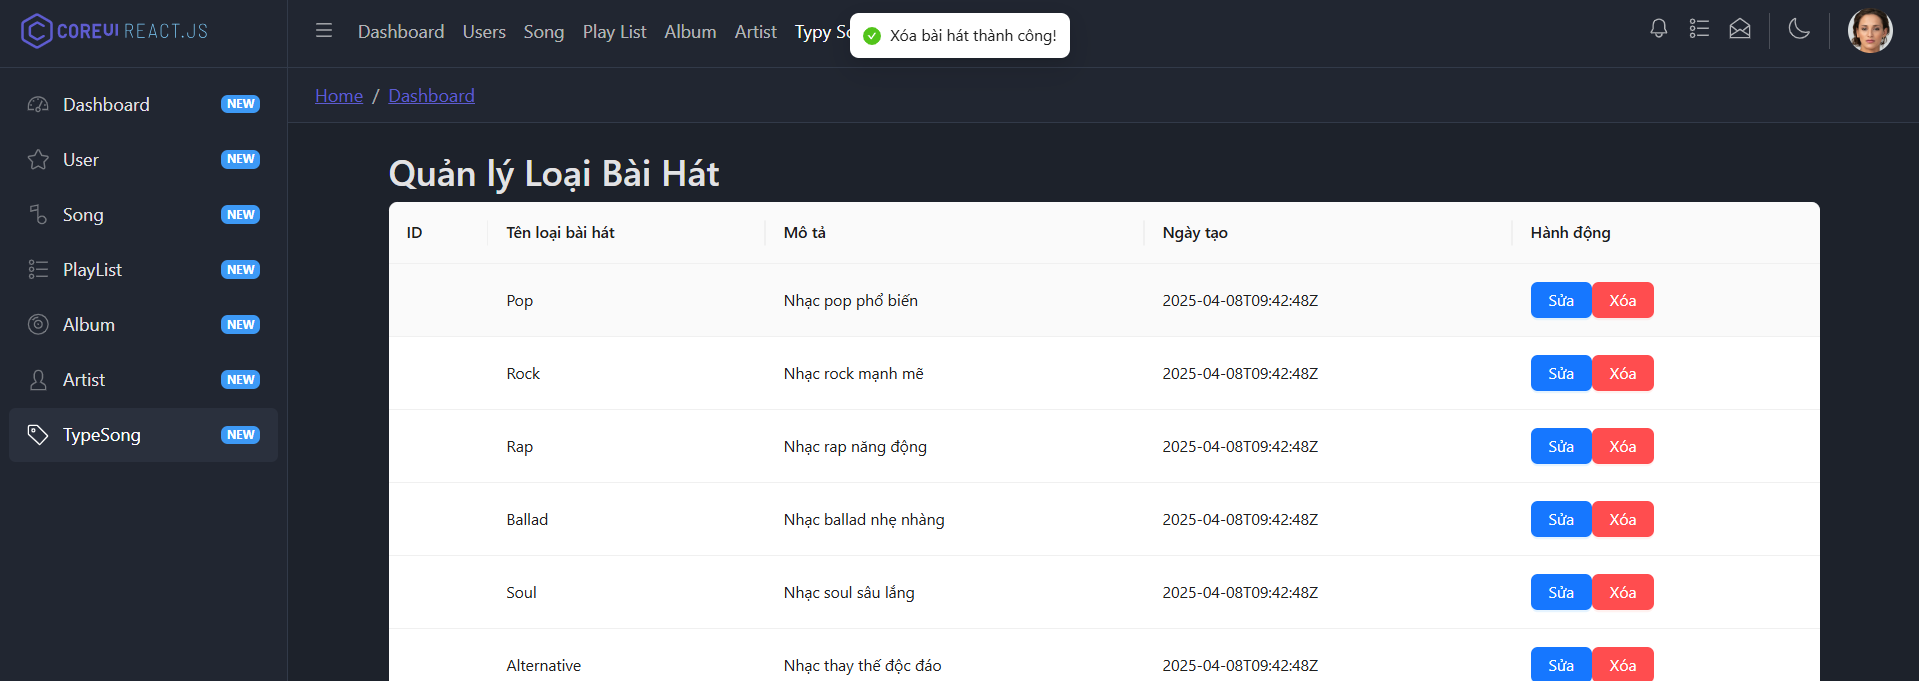 COREUI REACT.JS
Dashboard Users Song Play List Album Artist Typy S
Xóa bài hát thành công!
Home / Dashboard
Dashboard NEW
User NEW
Song NEW
PlayList NEW
Album NEW
Artist NEW
TypeSong NEW
Quản lý Loại Bài Hát
ID Tên loại bài hát Mô tả Ngày tạo Hành động
Pop Nhạc pop phổ biến 2025-04-08T09:42:48Z Sửa Xóa
Rock Nhạc rock mạnh mẽ 2025-04-08T09:42:48Z Sửa Xóa
Rap Nhạc rap năng động 2025-04-08T09:42:48Z Sửa Xóa
Ballad Nhạc ballad nhẹ nhàng 2025-04-08T09:42:48Z Sửa Xóa
Soul Nhạc soul sâu lắng 2025-04-08T09:42:48Z Sửa Xóa
Alternative Nhạc thay thế độc đáo 2025-04-08T09:42:48Z Sửa Xóa